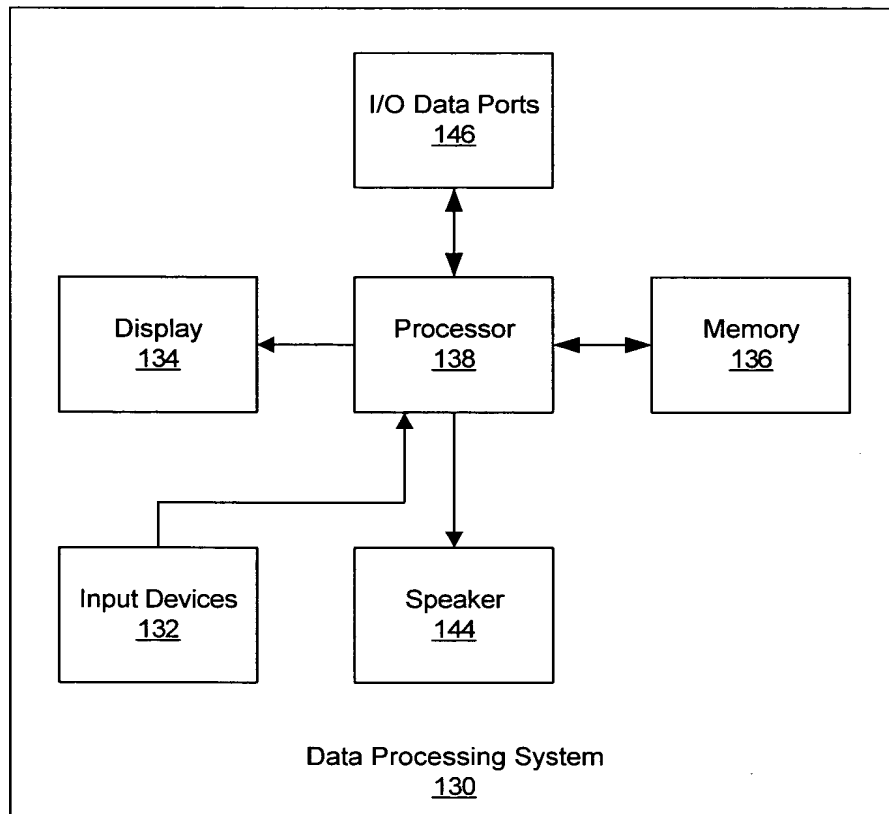 I/O Data Ports
146
Display
134
Processor
138
Memory
136
Input Devices
132
Speaker
144
Data Processing System
130